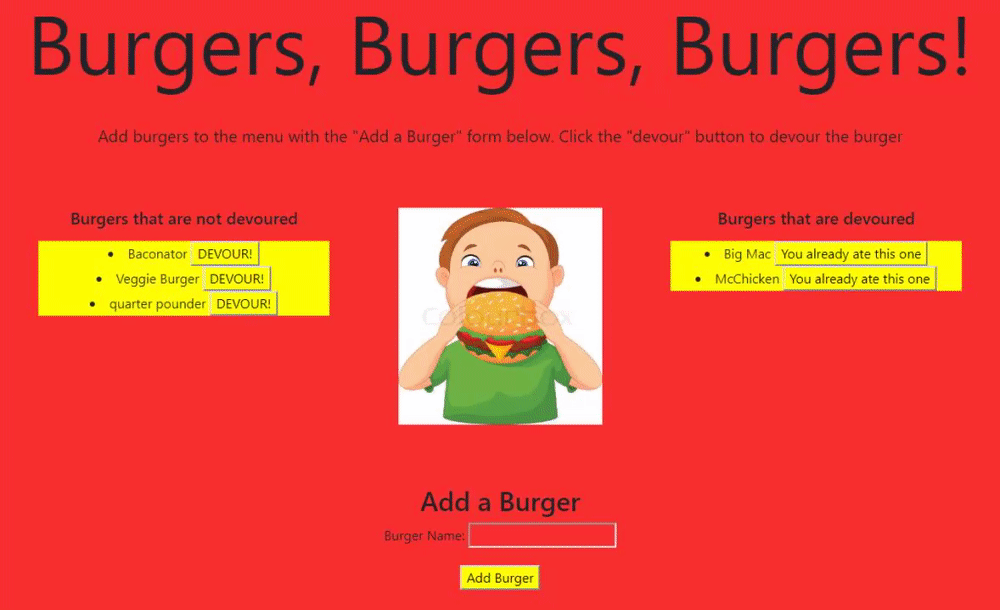 Burgers, Burgers, Burgers!
Add burgers to the menu with the "Add a Burger" form below. Click the "devour" button to devour the burger
Burgers that are not devoured
• Baconator DEVOUR!
• Veggie Burger DEVOUR!
• quarter pounder DEVOUR!
Burgers that are devoured
• Big Mac You already ate this one
• McChicken You already ate this one
Add a Burger
Burger Name:
Add Burger